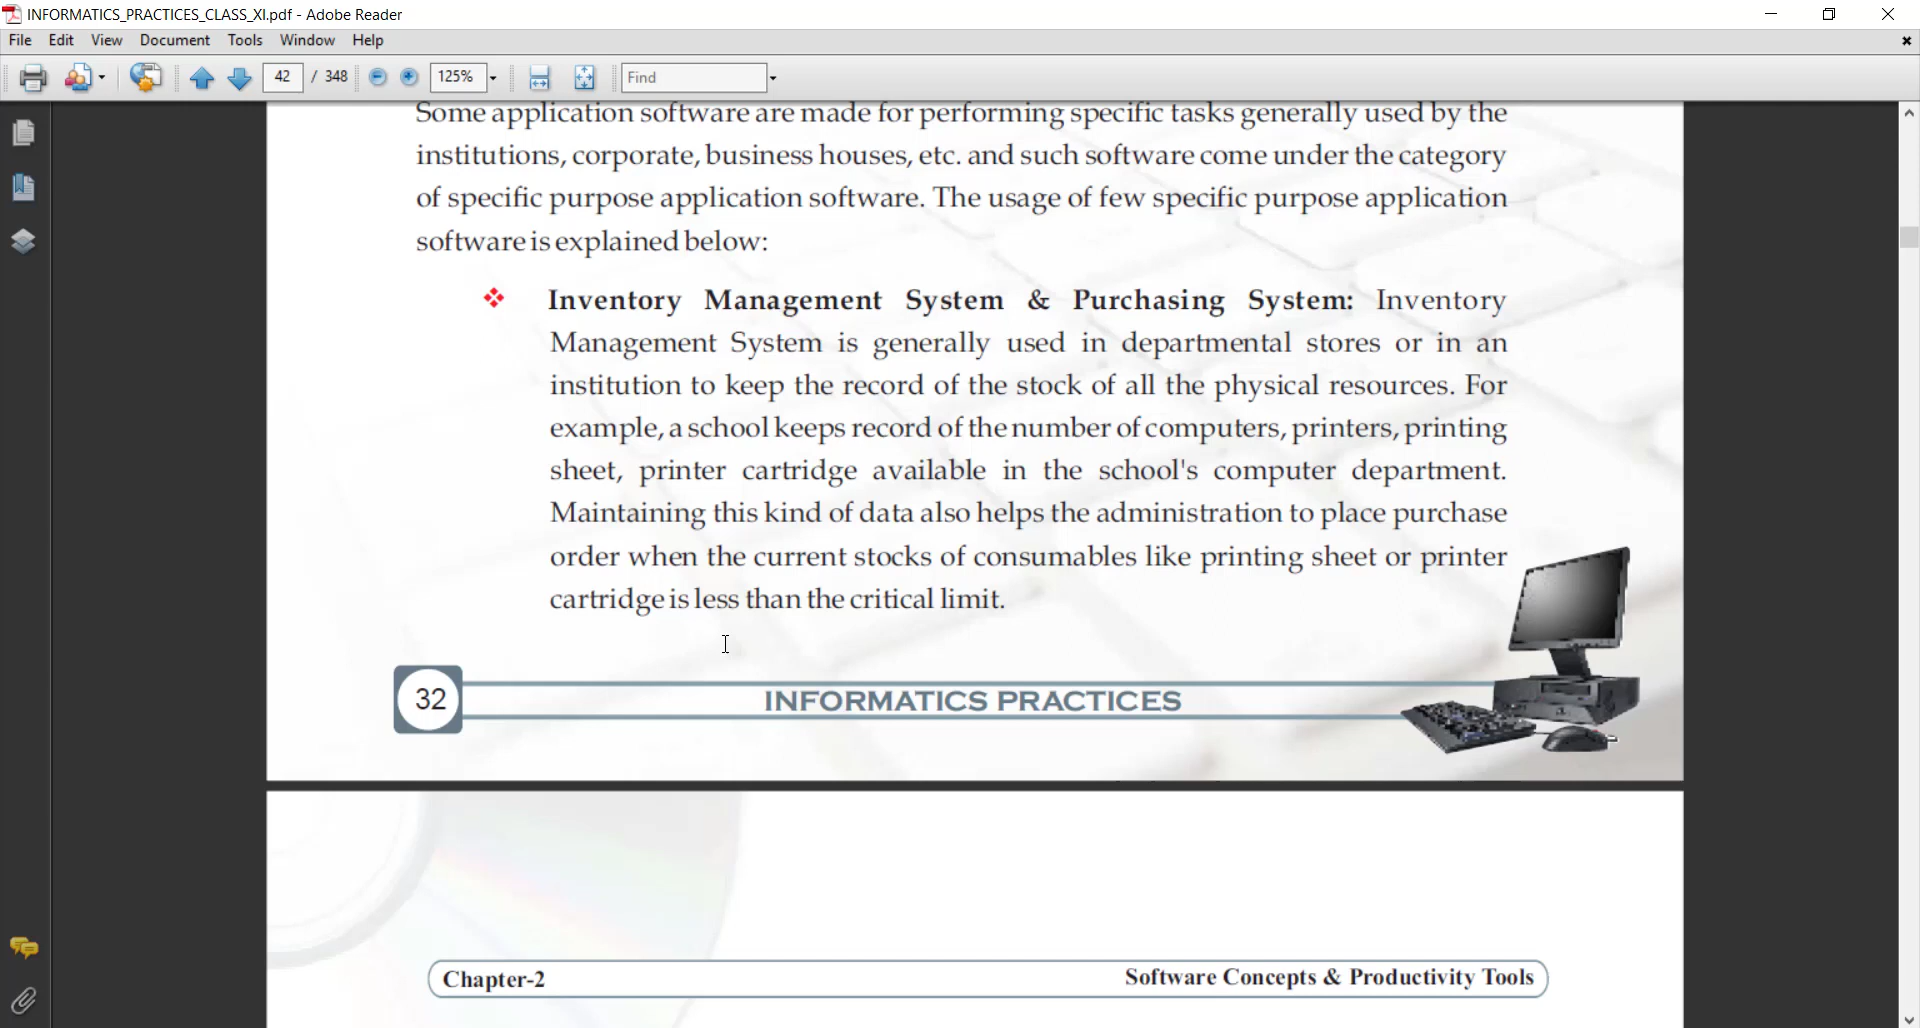 INFORMATICS_PRACTICES_CLASS_XI.pdf - Adobe Reader
File Edit View Document Tools Window Help
42 / 348 125% Find
Some application software are made for performing specific tasks generally used by the
institutions, corporate, business houses, etc. and such software come under the category
of specific purpose application software. The usage of few specific purpose application
software is explained below:
Inventory Management System & Purchasing System: Inventory
Management System is generally used in departmental stores or in an
institution to keep the record of the stock of all the physical resources. For
example, a school keeps record of the number of computers, printers, printing
sheet, printer cartridge available in the school's computer department.
Maintaining this kind of data also helps the administration to place purchase
order when the current stocks of consumables like printing sheet or printer
cartridge is less than the critical limit.
32 INFORMATICS PRACTICES
Chapter-2 Software Concepts & Productivity Tools